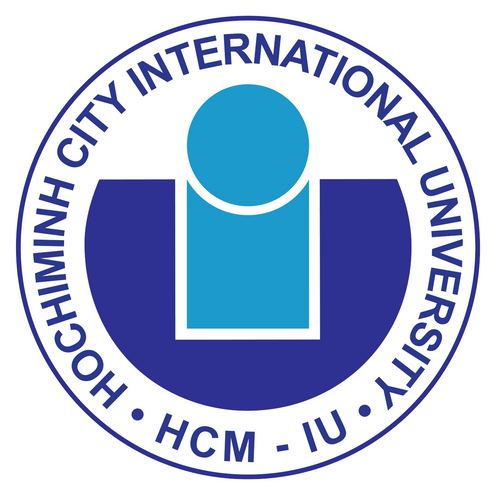 HOCHIMINH CITY INTERNATIONAL UNIVERSITY
• HCM - IU •